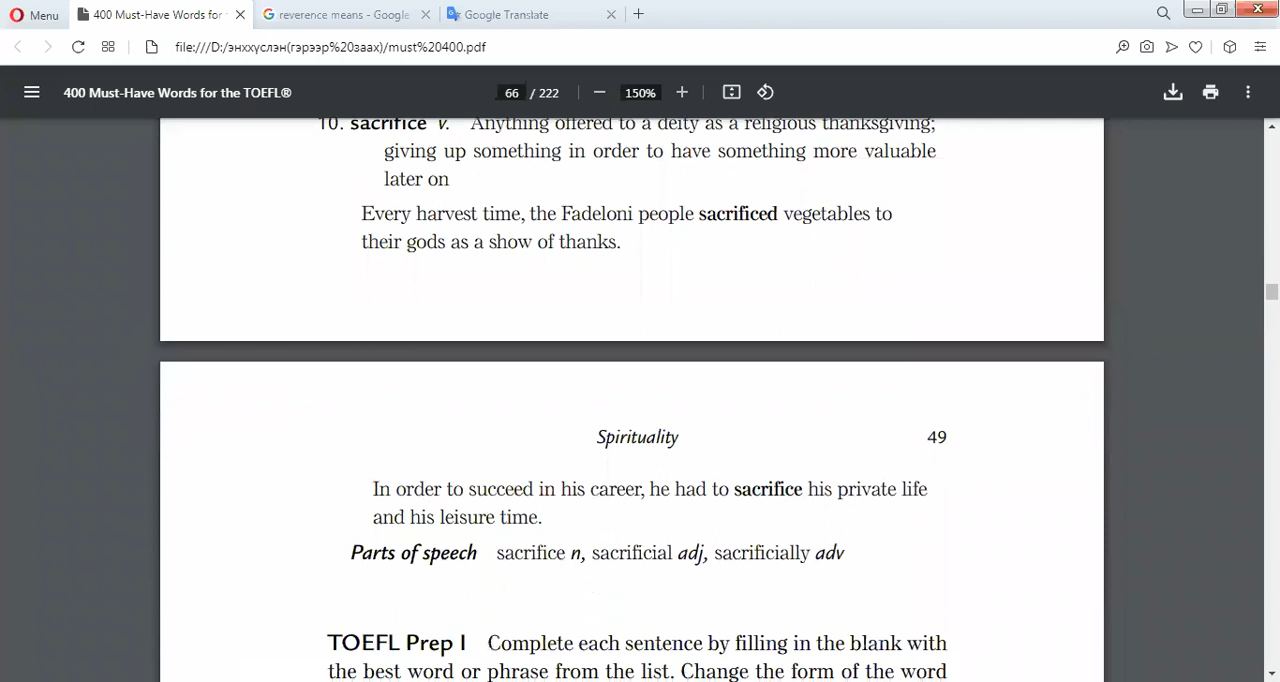 Menu
400 Must-Have Words for
reverence means - Google
Google Translate
file:///D:/энххүслэн(гэрээр%20заах)/must%20400.pdf
400 Must-Have Words for the TOEFL®
66 / 222
150%
10. sacrifice v. Anything offered to a deity as a religious thanksgiving;
giving up something in order to have something more valuable
later on
Every harvest time, the Fadeloni people sacrificed vegetables to
their gods as a show of thanks.
Spirituality 49
In order to succeed in his career, he had to sacrifice his private life
and his leisure time.
Parts of speech sacrifice n, sacrificial adj, sacrificially adv
TOEFL Prep I Complete each sentence by filling in the blank with
the best word or phrase from the list. Change the form of the word